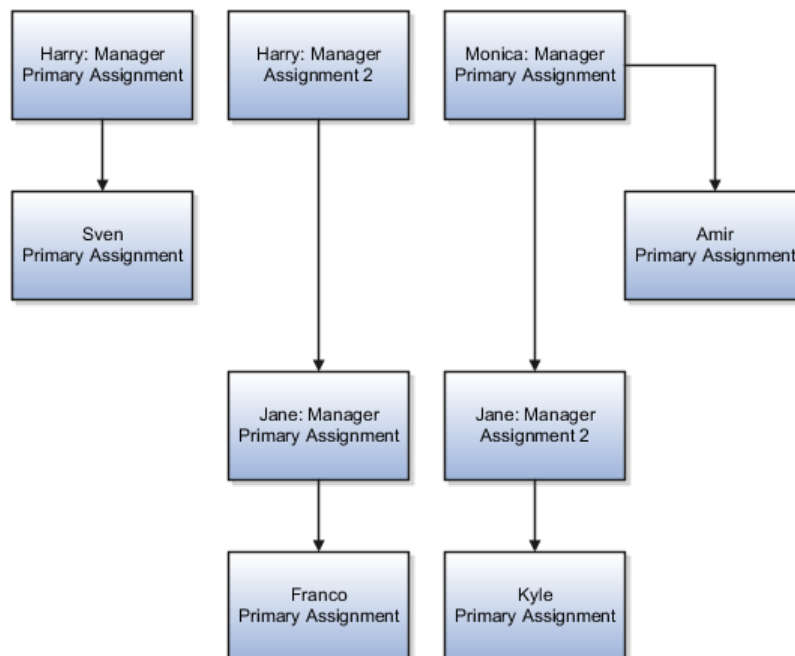 Harry: Manager
Primary Assignment
Harry: Manager
Assignment 2
Monica: Manager
Primary Assignment
Sven
Primary Assignment
Amir
Primary Assignment
Jane: Manager
Primary Assignment
Jane: Manager
Assignment 2
Franco
Primary Assignment
Kyle
Primary Assignment